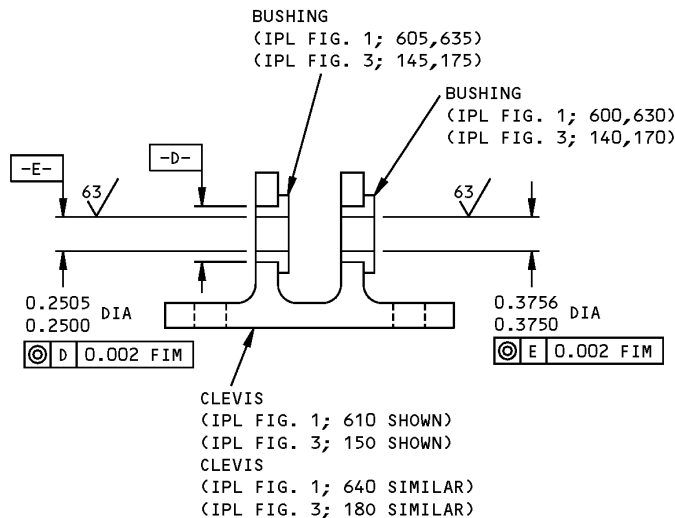 BUSHING
(IPL FIG. 1; 605,635)
(IPL FIG. 3; 145,175)
BUSHING
(IPL FIG. 1; 600,630)
(IPL FIG. 3; 140,170)
-E-
-D-
63
63
0.2505
0.2500 DIA
D 0.002 FIM
0.3756
0.3750 DIA
E 0.002 FIM
CLEVIS
(IPL FIG. 1; 610 SHOWN)
(IPL FIG. 3; 150 SHOWN)
CLEVIS
(IPL FIG. 1; 640 SIMILAR)
(IPL FIG. 3; 180 SIMILAR)